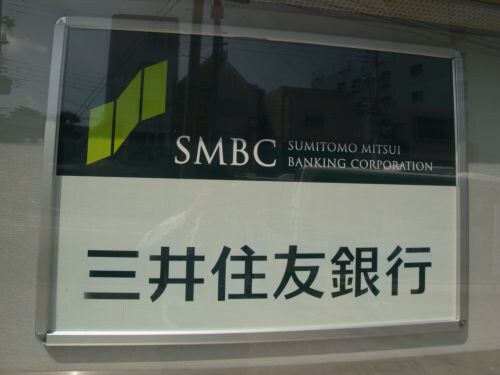 SMBC SUMITOMO MITSUI
BANKING CORPORATION
三井住友銀行